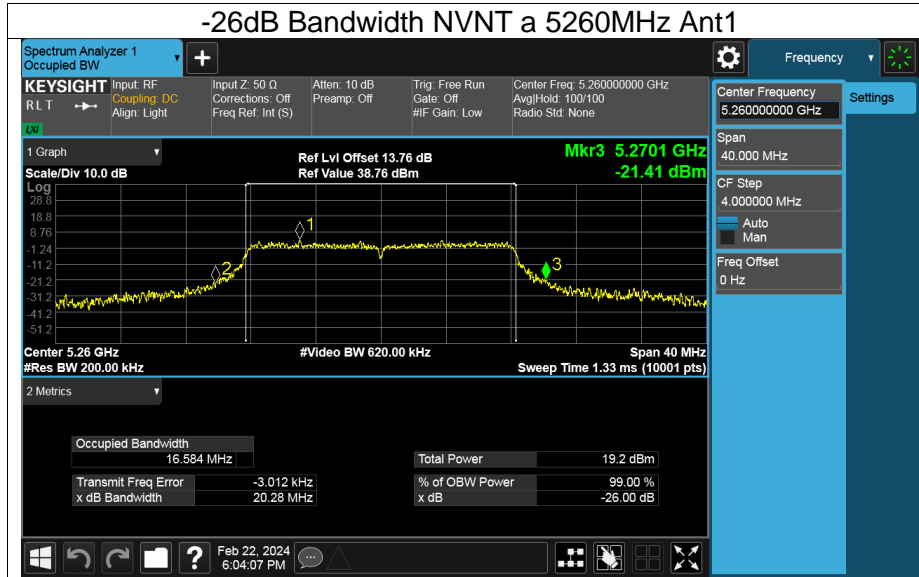 -26dB Bandwidth NVNT a 5260MHz Ant1
Spectrum Analyzer 1
Occupied BW
+
Frequency
KEYSIGHT
R L T
LXI
Input: RF
Coupling: DC
Align: Light
Input Z: 50 Ω
Corrections: Off
Freq Ref: Int (S)
Atten: 10 dB
Preamp: Off
Trig: Free Run
Gate: Off
#IF Gain: Low
Center Freq: 5.260000000 GHz
Avg|Hold: 100/100
Radio Std: None
Center Frequency
5.260000000 GHz
Settings
Span
40.000 MHz
CF Step
4.000000 MHz
Auto
Man
Freq Offset
0 Hz
1 Graph
Scale/Div 10.0 dB
Ref Lvl Offset 13.76 dB
Ref Value 38.76 dBm
Mkr3 5.2701 GHz
-21.41 dBm
Log
28.8
18.8
8.76
-1.24
-11.2
-21.2
-31.2
-41.2
-51.2
1
2
3
Center 5.26 GHz
#Video BW 620.00 kHz
Span 40 MHz
#Res BW 200.00 kHz
Sweep Time 1.33 ms (10001 pts)
2 Metrics
Occupied Bandwidth
16.584 MHz
Total Power 19.2 dBm
Transmit Freq Error -3.012 kHz
% of OBW Power 99.00 %
x dB Bandwidth 20.28 MHz
x dB -26.00 dB
?
Feb 22, 2024
6:04:07 PM